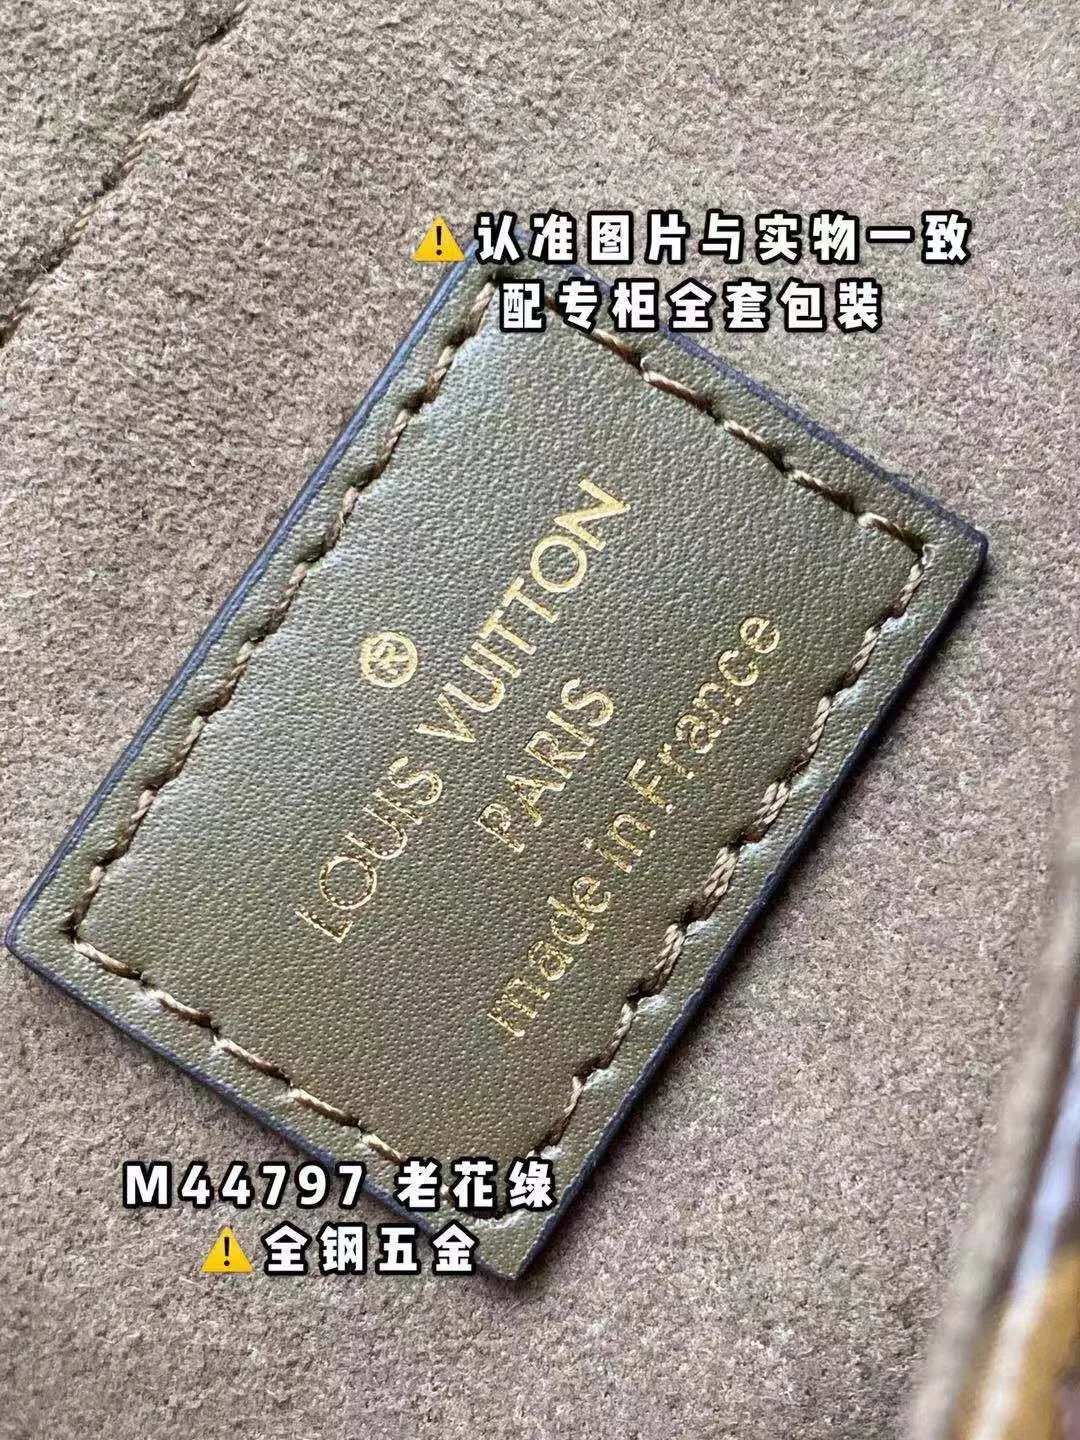 ⚠️认准图片与实物一致
配专柜全套包装
®
LOUIS VUITTON
PARIS
made in France
M44797 老花绿
⚠️全钢五金